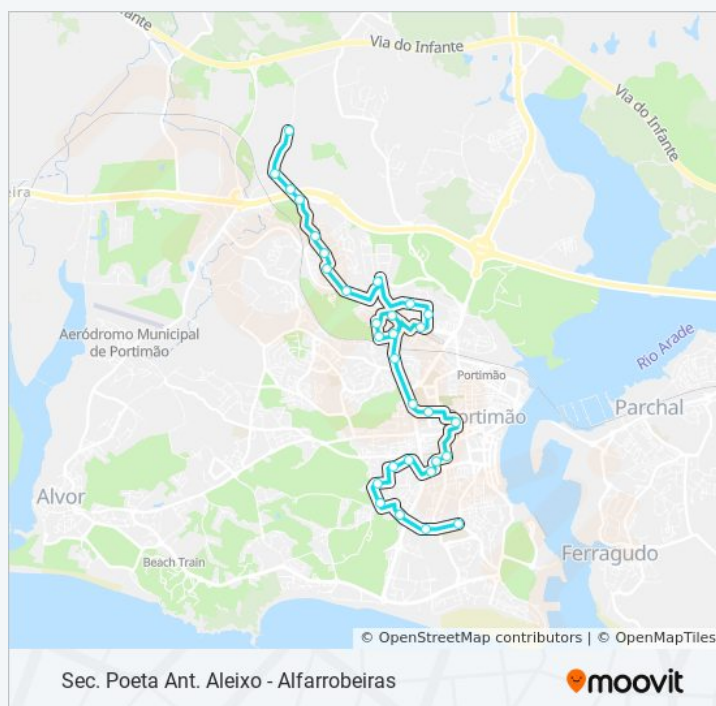 Via do Infante
Via do Infante
eira
Aeródromo Municipal
de Portimão
Rio Arade
Portimão
Portimão
Parchal
Alvor
Beach Train
Ferragudo
© OpenStreetMap contributors | © OpenMapTiles
Sec. Poeta Ant. Aleixo - Alfarrobeiras
moovit